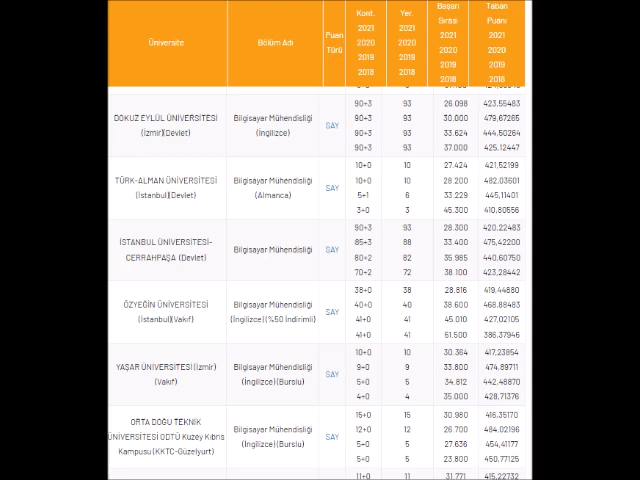 Üniversite
Bölüm Adı
Puan
Türü
Kont.
2021
2020
2019
2018
Yer.
2021
2020
2019
2018
Başarı
Sırası
2021
2020
2019
2018
Taban
Puanı
2021
2020
2019
2018
DOKUZ EYLÜL ÜNİVERSİTESİ
(İzmir)(Devlet)
Bilgisayar Mühendisliği
(İngilizce)
SAY
90+3 93 26.098 423,55483
90+3 93 30.000 479,67265
90+3 93 33.624 444,50264
90+3 93 37.000 425,12447
TÜRK-ALMAN ÜNİVERSİTESİ
(İstanbul)(Devlet)
Bilgisayar Mühendisliği
(Almanca)
SAY
10+0 10 27.424 421,52199
10+0 10 28.200 482,03601
5+1 6 33.229 445,11401
3+0 3 45.300 410,80556
İSTANBUL ÜNİVERSİTESİ-
CERRAHPAŞA (Devlet)
Bilgisayar Mühendisliği
SAY
90+3 93 28.300 420,22483
85+3 88 33.400 475,42200
80+2 82 35.985 440,60750
70+2 72 38.100 423,28442
ÖZYEĞİN ÜNİVERSİTESİ
(İstanbul)(Vakıf)
Bilgisayar Mühendisliği
(İngilizce) (%50 İndirimli)
SAY
38+0 38 28.816 419,44880
40+0 40 38.600 468,88483
41+0 41 45.010 427,02105
41+0 41 61.500 386,37946
YAŞAR ÜNİVERSİTESİ (İzmir)
(Vakıf)
Bilgisayar Mühendisliği
(İngilizce) (Burslu)
SAY
10+0 10 30.364 417,23854
9+0 9 33.800 474,89711
5+0 5 34.812 442,48870
4+0 4 35.000 428,71376
ORTA DOĞU TEKNİK
ÜNİVERSİTESİ ODTÜ Kuzey Kıbrıs
Kampusu (KKTC-Güzelyurt)
Bilgisayar Mühendisliği
(İngilizce) (Burslu)
SAY
15+0 15 30.980 416,35170
12+0 12 26.700 484,02196
5+0 5 27.636 454,41177
5+0 5 23.800 450,77125
11+0 11 31.771 415,22732